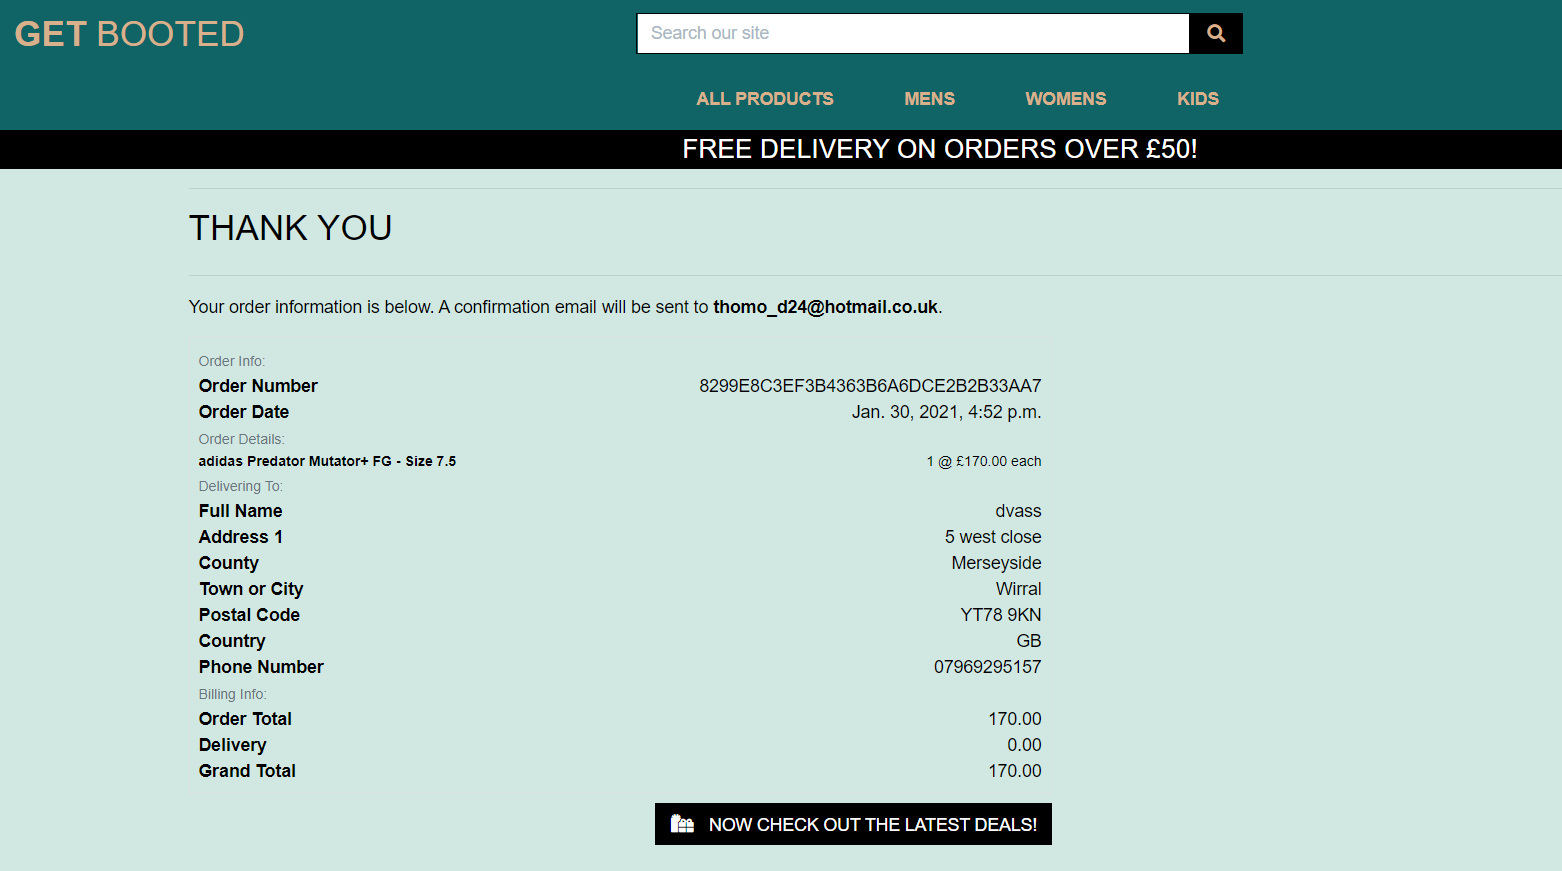 GET BOOTED
Search our site
ALL PRODUCTS MENS WOMENS KIDS
FREE DELIVERY ON ORDERS OVER £50!
THANK YOU
Your order information is below. A confirmation email will be sent to thomo_d24@hotmail.co.uk.
Order Info:
Order Number 8299E8C3EF3B4363B6A6DCE2B2B33AA7
Order Date Jan. 30, 2021, 4:52 p.m.
Order Details:
adidas Predator Mutator+ FG - Size 7.5 1 @ £170.00 each
Delivering To:
Full Name dvass
Address 1 5 west close
County Merseyside
Town or City Wirral
Postal Code YT78 9KN
Country GB
Phone Number 07969295157
Billing Info:
Order Total 170.00
Delivery 0.00
Grand Total 170.00
NOW CHECK OUT THE LATEST DEALS!